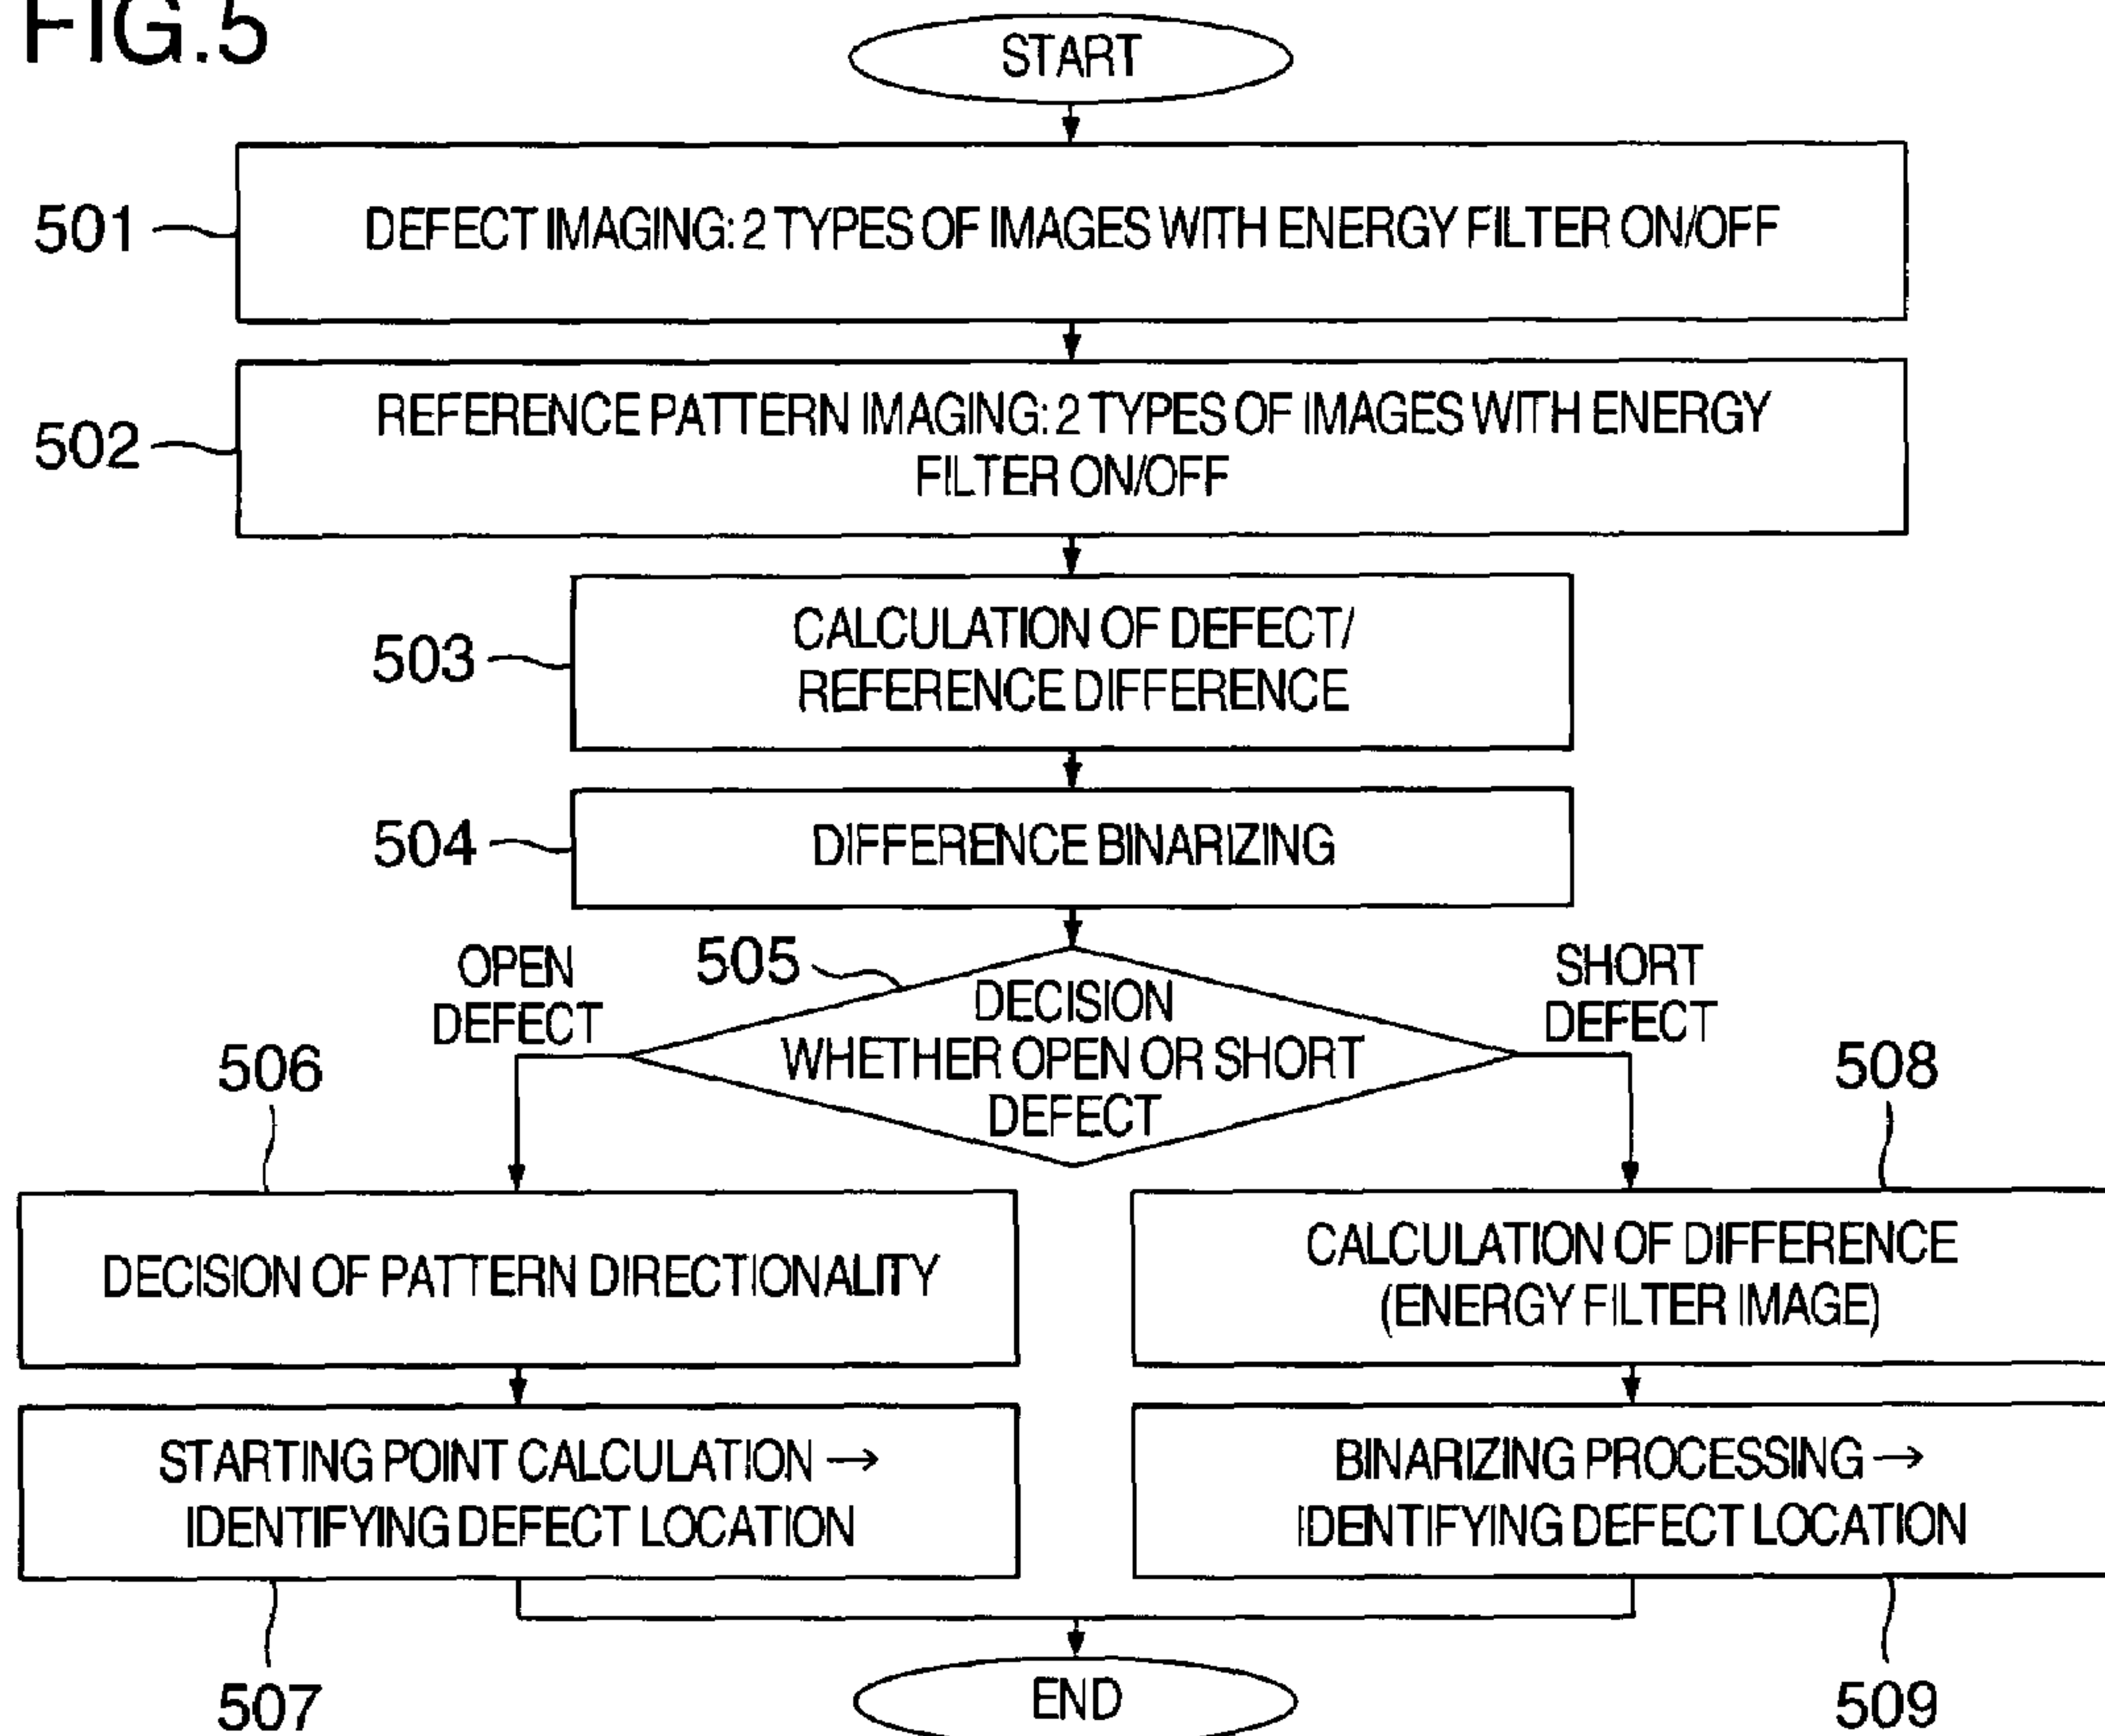 FIG.5
START
501
DEFECT IMAGING: 2 TYPES OF IMAGES WITH ENERGY FILTER ON/OFF
502
REFERENCE PATTERN IMAGING: 2 TYPES OF IMAGES WITH ENERGY
FILTER ON/OFF
503
CALCULATION OF DEFECT/
REFERENCE DIFFERENCE
504
DIFFERENCE BINARIZING
505
DECISION
WHETHER OPEN OR SHORT
DEFECT
OPEN
DEFECT
SHORT
DEFECT
506
DECISION OF PATTERN DIRECTIONALITY
507
STARTING POINT CALCULATION →
IDENTIFYING DEFECT LOCATION
508
CALCULATION OF DIFFERENCE
(ENERGY FILTER IMAGE)
509
BINARIZING PROCESSING →
IDENTIFYING DEFECT LOCATION
END